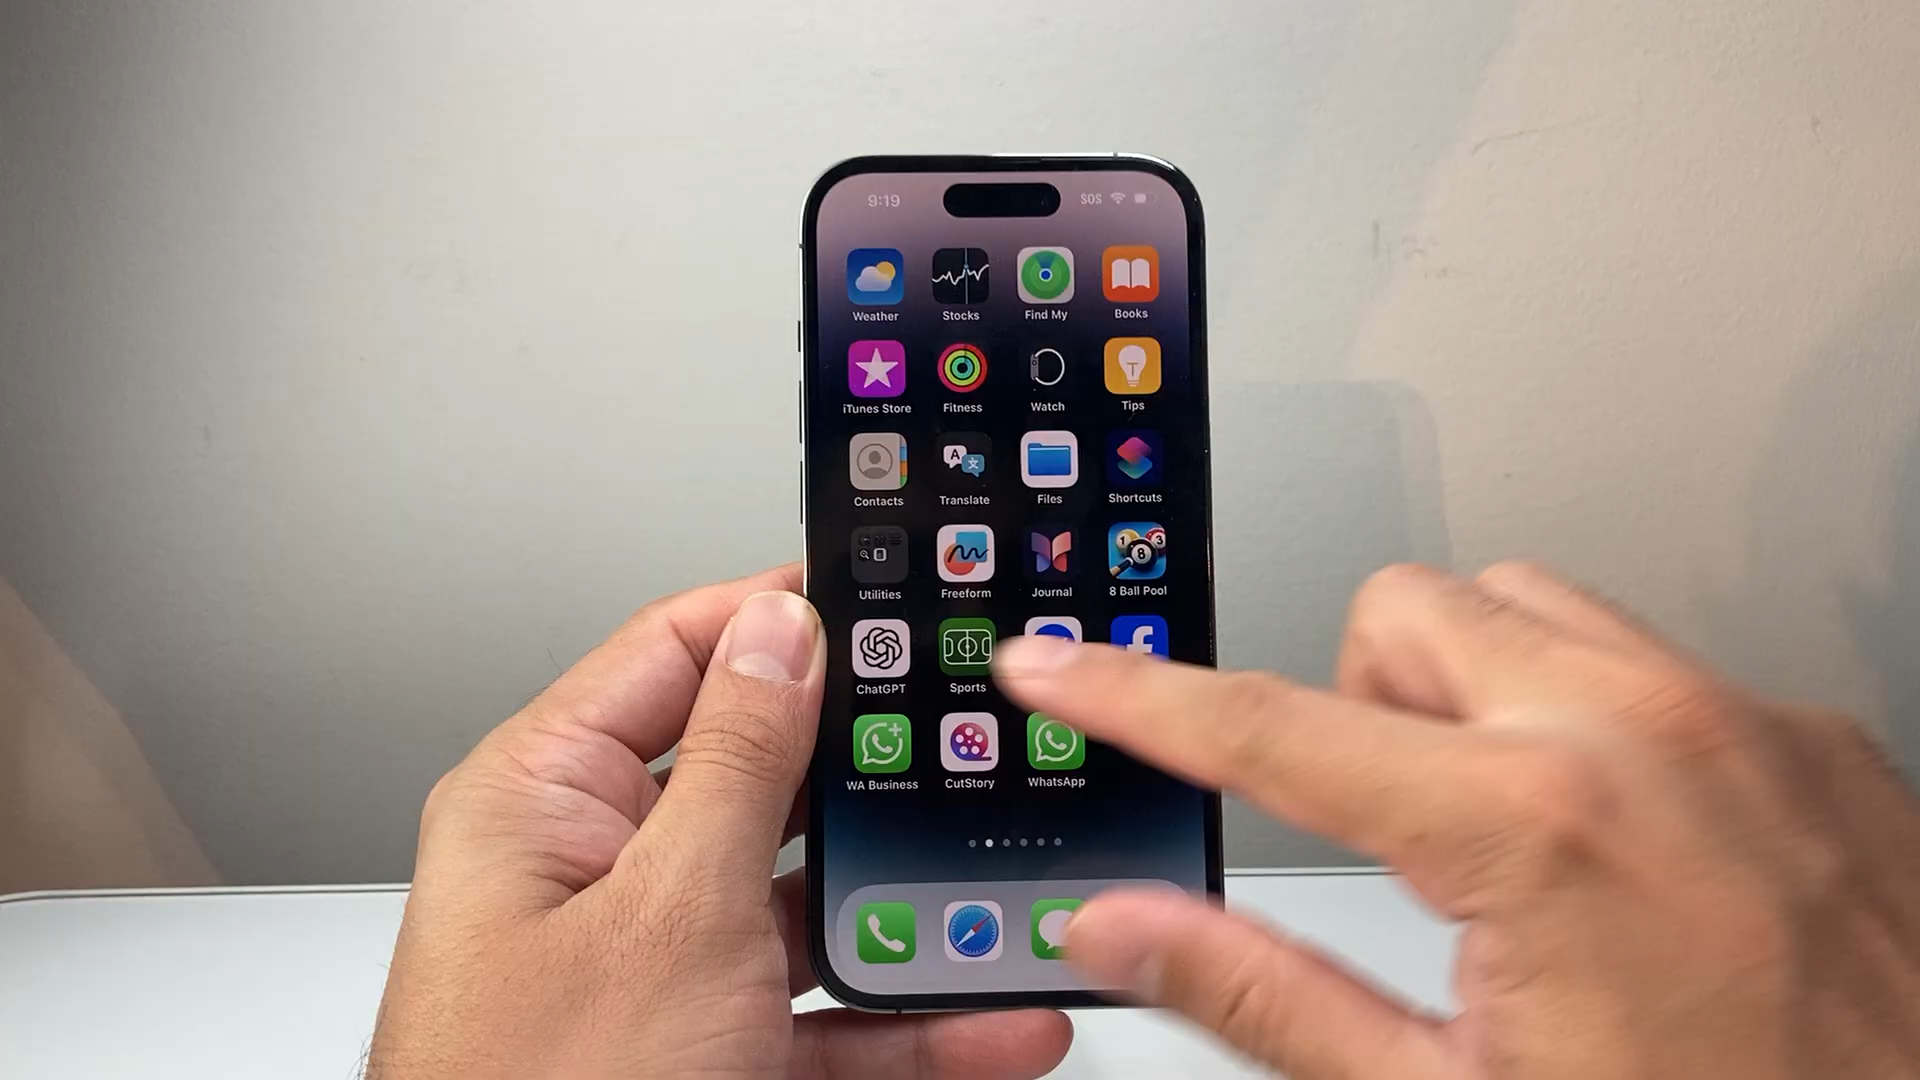 9:19 SOS
Weather Stocks Find My Books
iTunes Store Fitness Watch Tips
Contacts Translate Files Shortcuts
Utilities Freeform Journal 8 Ball Pool
ChatGPT Sports
WA Business CutStory WhatsApp